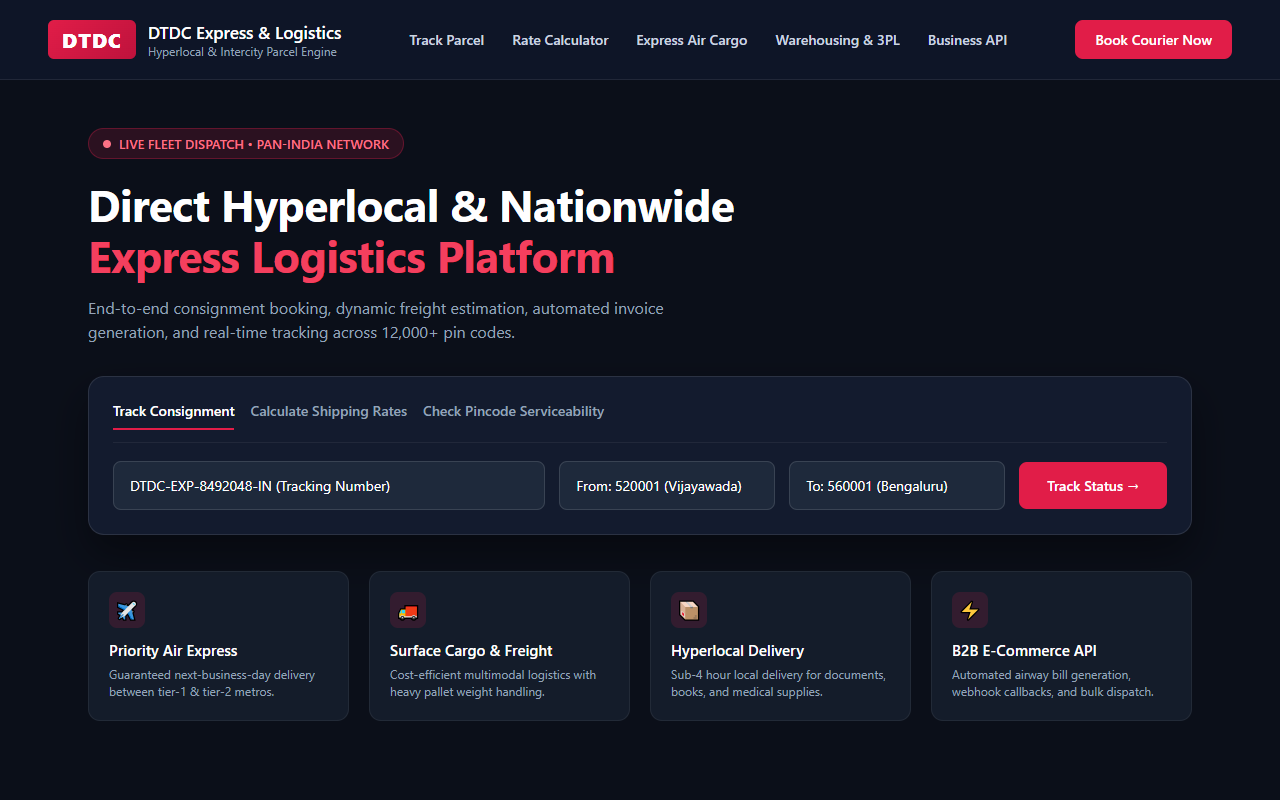 DTDC
DTDC Express & Logistics
Hyperlocal & Intercity Parcel Engine
Track Parcel
Rate Calculator
Express Air Cargo
Warehousing & 3PL
Business API
Book Courier Now
LIVE FLEET DISPATCH • PAN-INDIA NETWORK
Direct Hyperlocal & Nationwide
Express Logistics Platform
End-to-end consignment booking, dynamic freight estimation, automated invoice
generation, and real-time tracking across 12,000+ pin codes.
Track Consignment
Calculate Shipping Rates
Check Pincode Serviceability
DTDC-EXP-8492048-IN (Tracking Number)
From: 520001 (Vijayawada)
To: 560001 (Bengaluru)
Track Status →
Priority Air Express
Guaranteed next-business-day delivery
between tier-1 & tier-2 metros.
Surface Cargo & Freight
Cost-efficient multimodal logistics with
heavy pallet weight handling.
Hyperlocal Delivery
Sub-4 hour local delivery for documents,
books, and medical supplies.
B2B E-Commerce API
Automated airway bill generation,
webhook callbacks, and bulk dispatch.